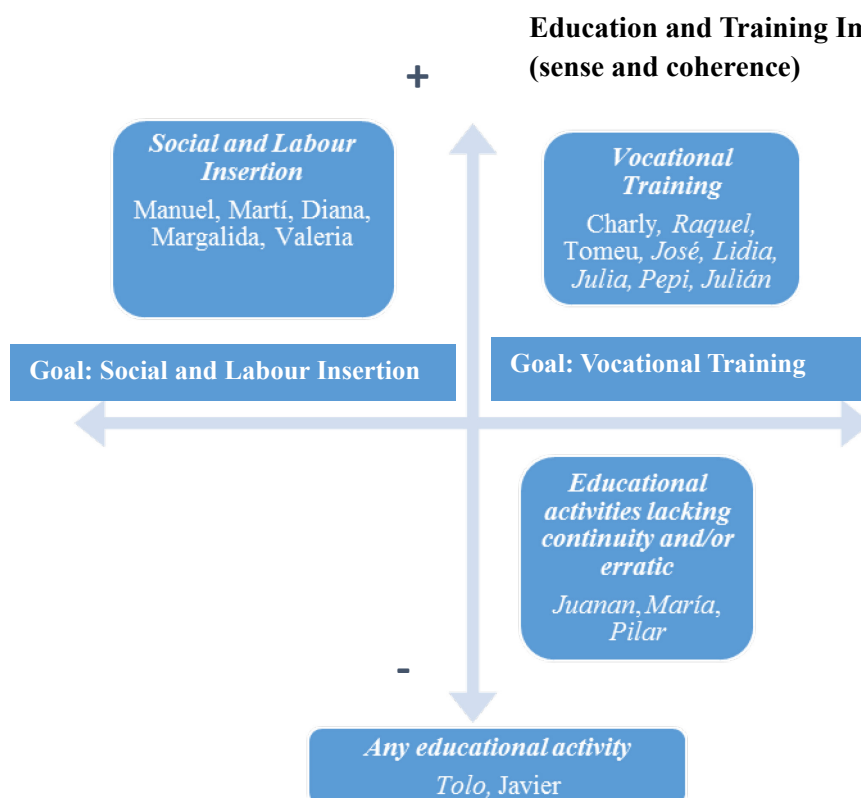 Education and Training In
(sense and coherence)
+
Social and Labour
Insertion
Manuel, Martí, Diana,
Margalida, Valeria
Vocational
Training
Charly, Raquel,
Tomeu, José, Lidia,
Julia, Pepi, Julián
Goal: Social and Labour Insertion
Goal: Vocational Training
Educational
activities lacking
continuity and/or
erratic
Juanan, María,
Pilar
-
Any educational activity
Tolo, Javier